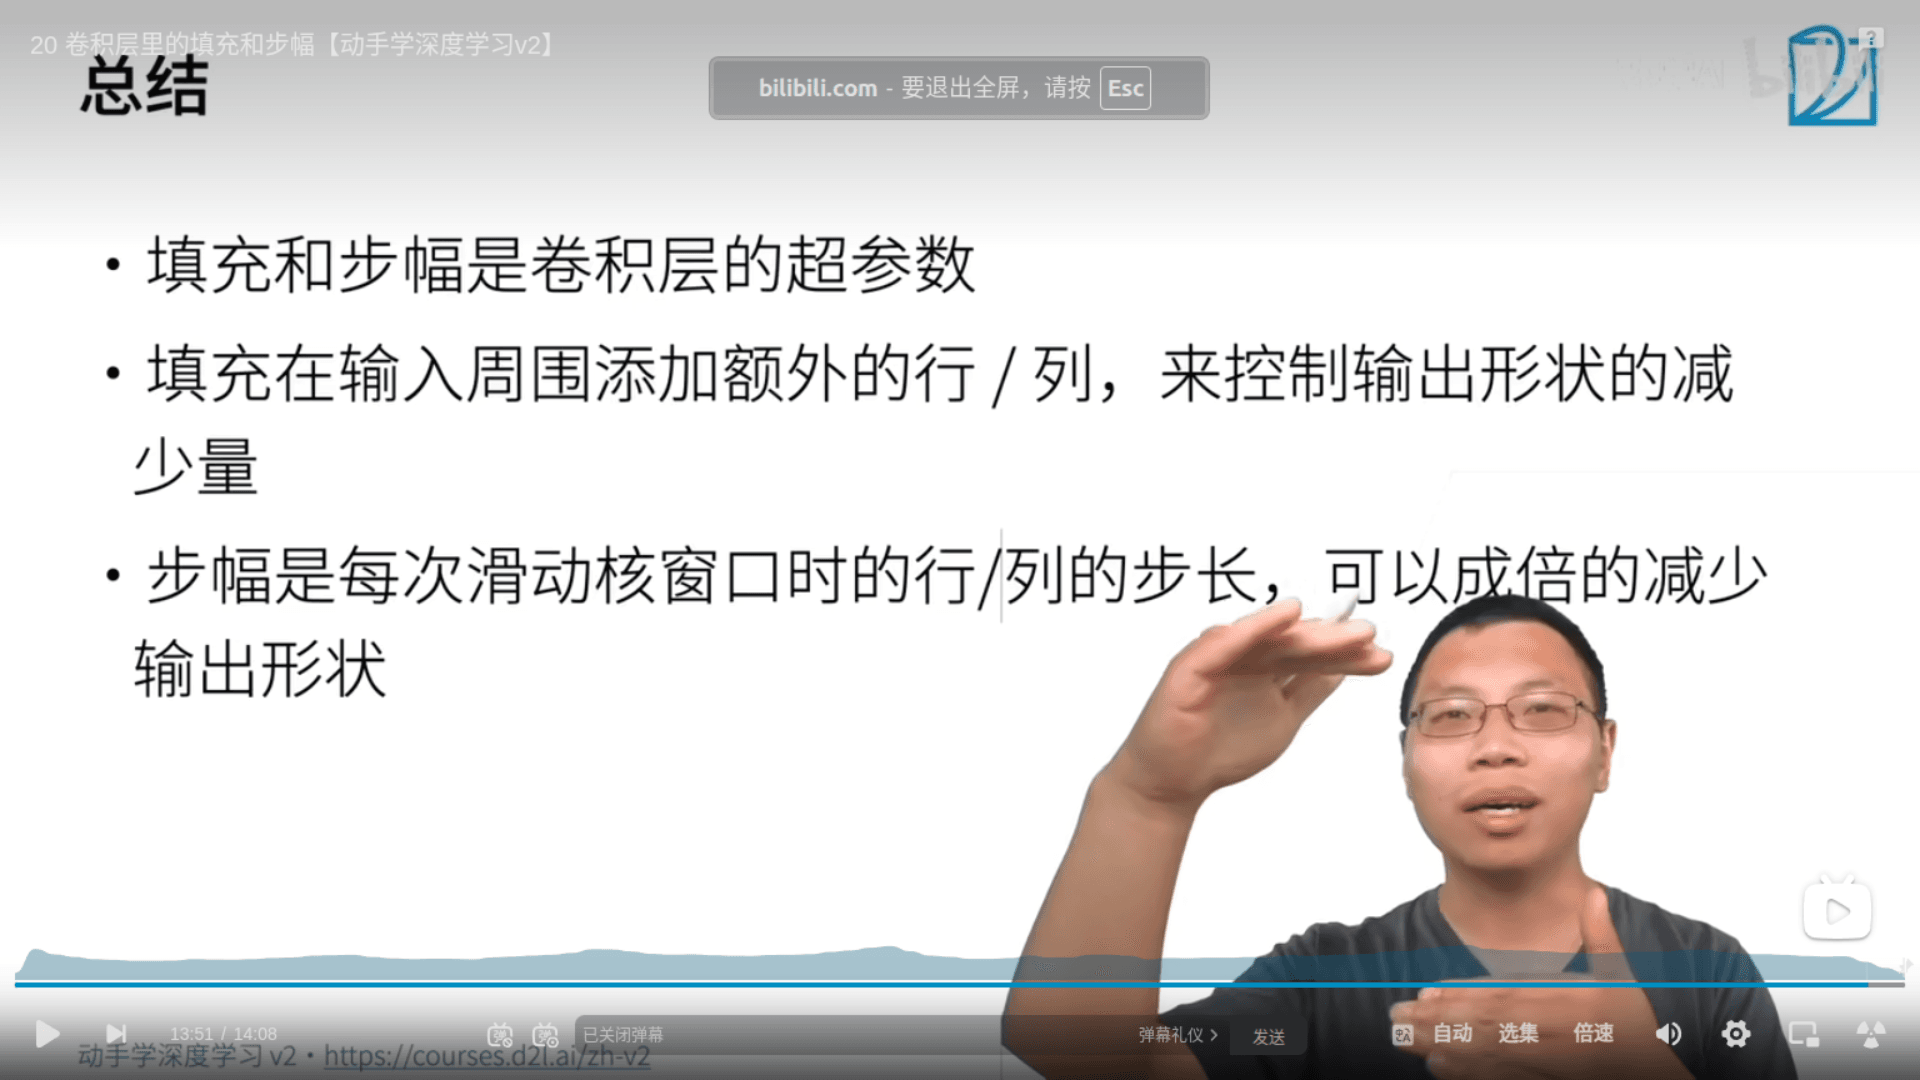 20 卷积层里的填充和步幅【动手学深度学习v2】
总结
bilibili.com - 要退出全屏，请按 Esc
bilibili
• 填充和步幅是卷积层的超参数
• 填充在输入周围添加额外的行 / 列，来控制输出形状的减
少量
• 步幅是每次滑动核窗口时的行/列的步长，可以成倍的减少
输出形状
13:51 / 14:08
已关闭弹幕
弹幕礼仪 >
发送
自动
选集
倍速
动手学深度学习 v2 • https://courses.d2l.ai/zh-v2